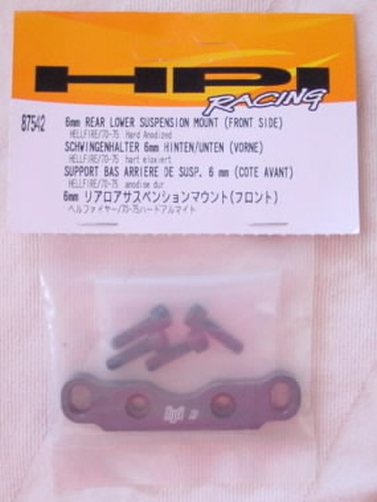 HPI
RACING
87542
6mm REAR LOWER SUSPENSION MOUNT (FRONT SIDE)
HELLFIRE/70-75 Hard Anodized
SCHWINGENHALTER 6mm HINTEN/UNTEN (VORNE)
HELLFIRE/70-75 hart eloxiert
SUPPORT BAS ARRIERE DE SUSP. 6 mm (COTE AVANT)
HELLFIRE/70-75 anodise dur
6mm リアロアサスペンションマウント(フロント)
ヘルファイヤー/70-75ハードアルマイト
hpi